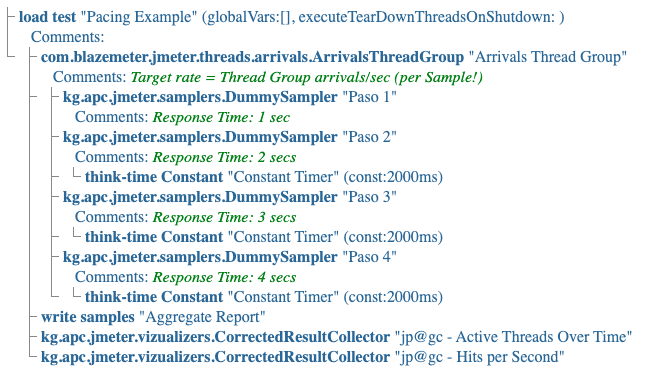 load test "Pacing Example" (globalVars:[], executeTearDownThreadsOnShutdown: )
Comments:
com.blazemeter.jmeter.threads.arrivals.ArrivalsThreadGroup "Arrivals Thread Group"
Comments: Target rate = Thread Group arrivals/sec (per Sample!)
kg.apc.jmeter.samplers.DummySampler "Paso 1"
Comments: Response Time: 1 sec
kg.apc.jmeter.samplers.DummySampler "Paso 2"
Comments: Response Time: 2 secs
think-time Constant "Constant Timer" (const:2000ms)
kg.apc.jmeter.samplers.DummySampler "Paso 3"
Comments: Response Time: 3 secs
think-time Constant "Constant Timer" (const:2000ms)
kg.apc.jmeter.samplers.DummySampler "Paso 4"
Comments: Response Time: 4 secs
think-time Constant "Constant Timer" (const:2000ms)
write samples "Aggregate Report"
kg.apc.jmeter.vizualizers.CorrectedResultCollector "jp@gc - Active Threads Over Time"
kg.apc.jmeter.vizualizers.CorrectedResultCollector "jp@gc - Hits per Second"